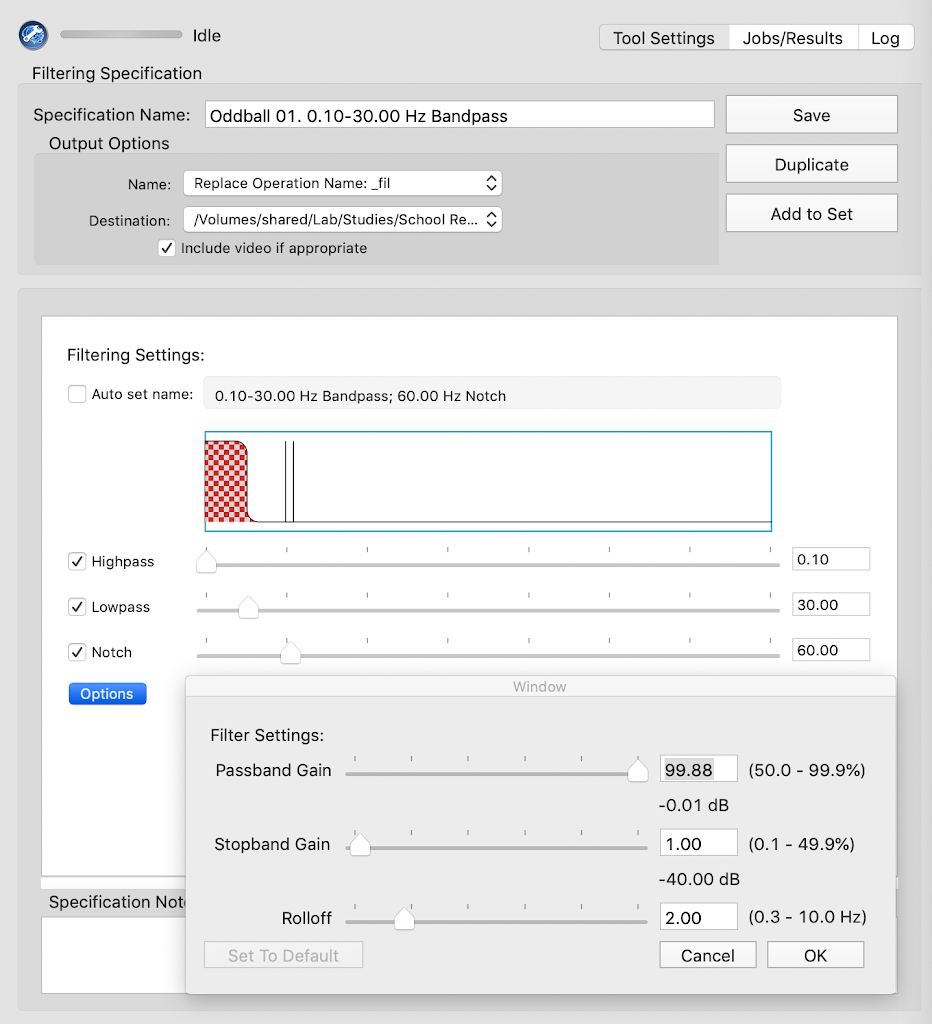 Idle
Tool Settings
Jobs/Results
Log
Filtering Specification
Specification Name: Oddball 01. 0.10-30.00 Hz Bandpass
Save
Output Options
Duplicate
Name: Replace Operation Name: _fil
Add to Set
Destination: /Volumes/shared/Lab/Studies/School Re...
Include video if appropriate
Filtering Settings:
Auto set name: 0.10-30.00 Hz Bandpass; 60.00 Hz Notch
Highpass 0.10
Lowpass 30.00
Notch 60.00
Options
Window
Filter Settings:
Passband Gain 99.88 (50.0 - 99.9%)
-0.01 dB
Stopband Gain 1.00 (0.1 - 49.9%)
-40.00 dB
Specification Not
Rolloff 2.00 (0.3 - 10.0 Hz)
Set To Default
Cancel
OK